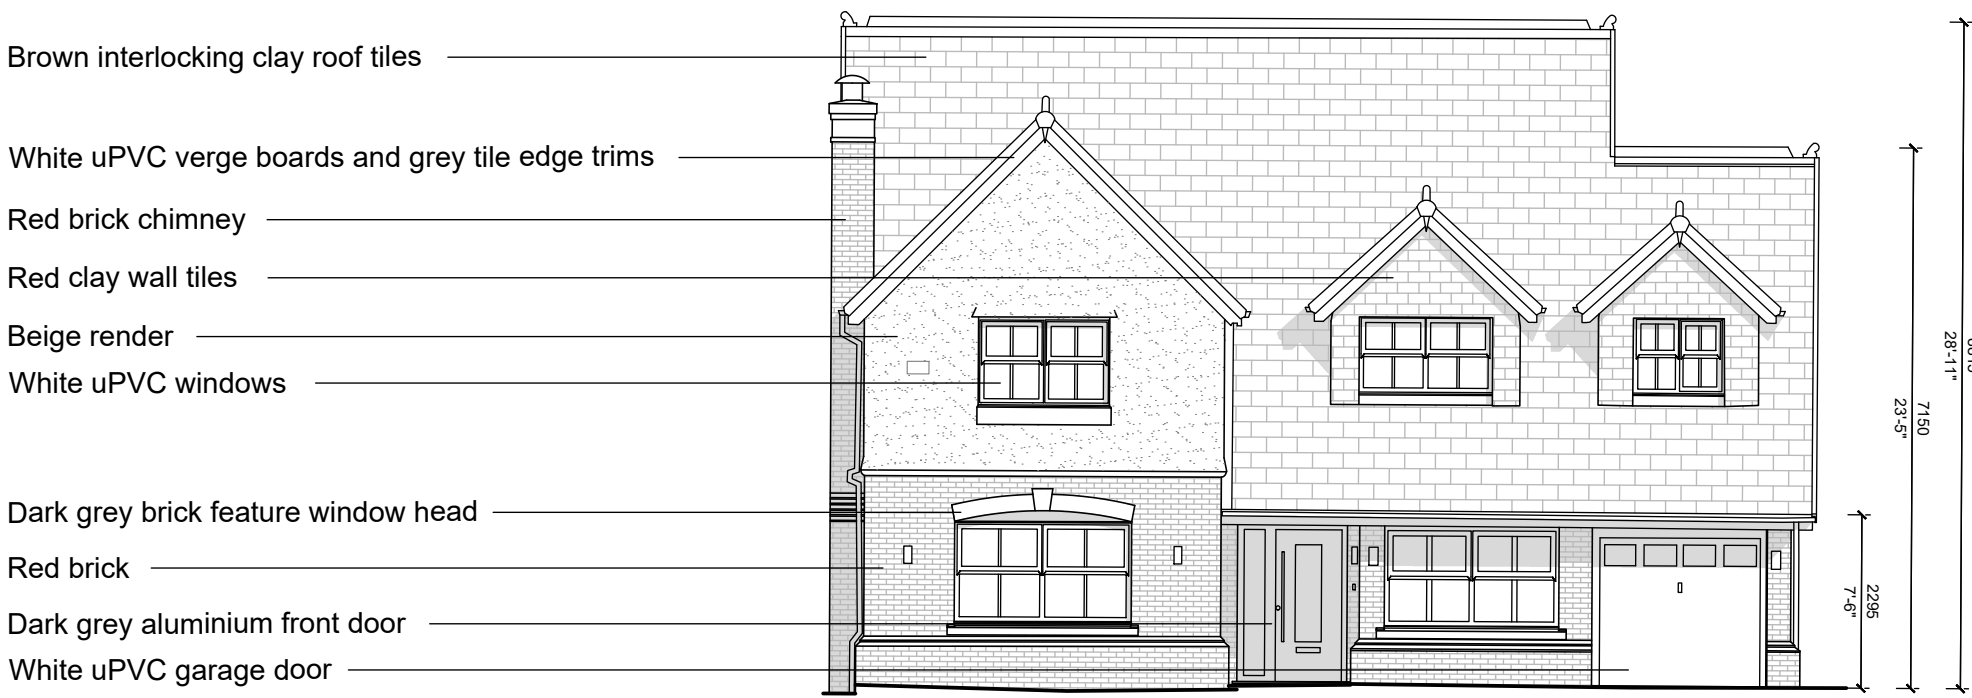 Brown interlocking clay roof tiles
White uPVC verge boards and grey tile edge trims
Red brick chimney
Red clay wall tiles
Beige render
White uPVC windows
Dark grey brick feature window head
Red brick
Dark grey aluminium front door
White uPVC garage door
2295
7'-6"
7150
23'-5"
28'-11"